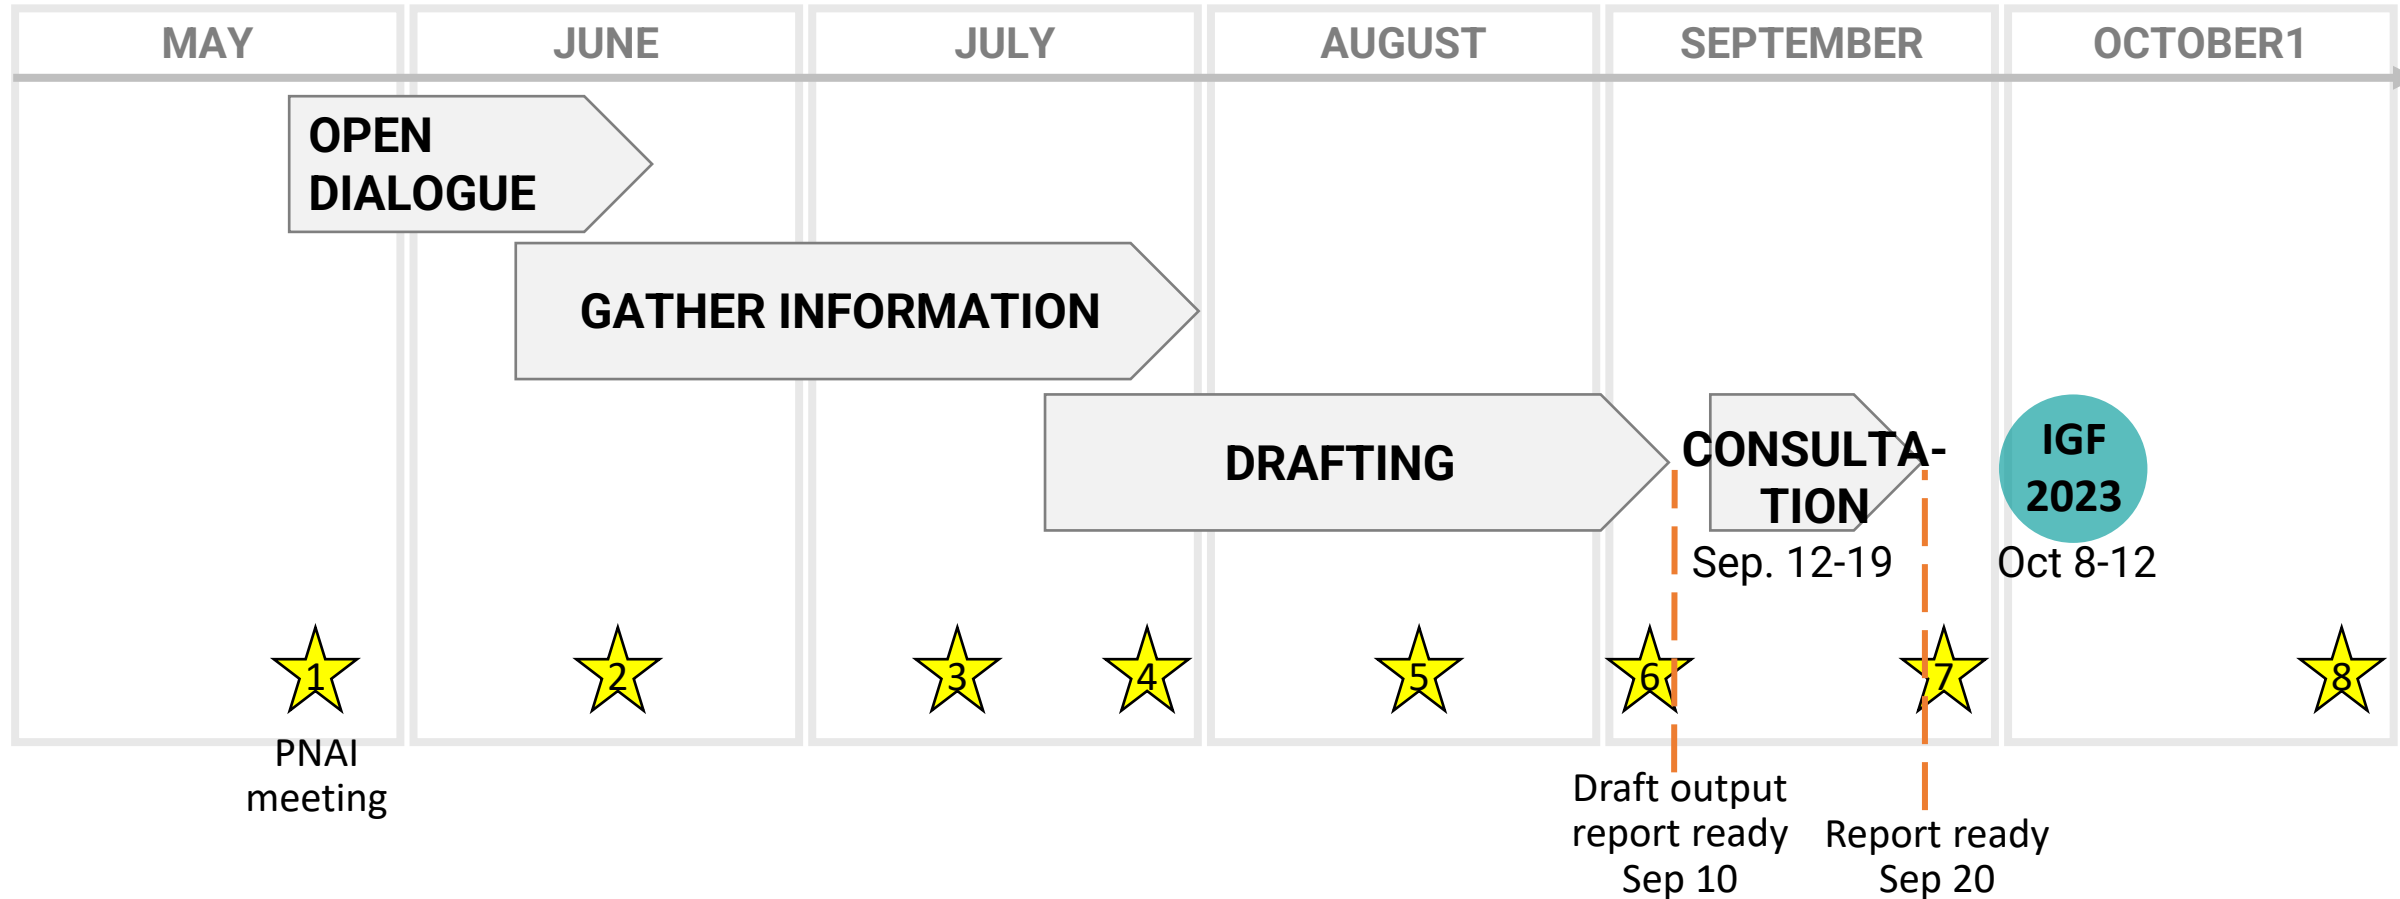 MAY
JUNE
JULY
AUGUST
SEPTEMBER
OCTOBER1
OPEN
DIALOGUE
GATHER INFORMATION
DRAFTING
CONSULTA-
TION
Sep. 12-19
IGF
2023
Oct 8-12
1
2
3
4
5
6
7
8
PNAI
meeting
Draft output
report ready
Sep 10
Report ready
Sep 20